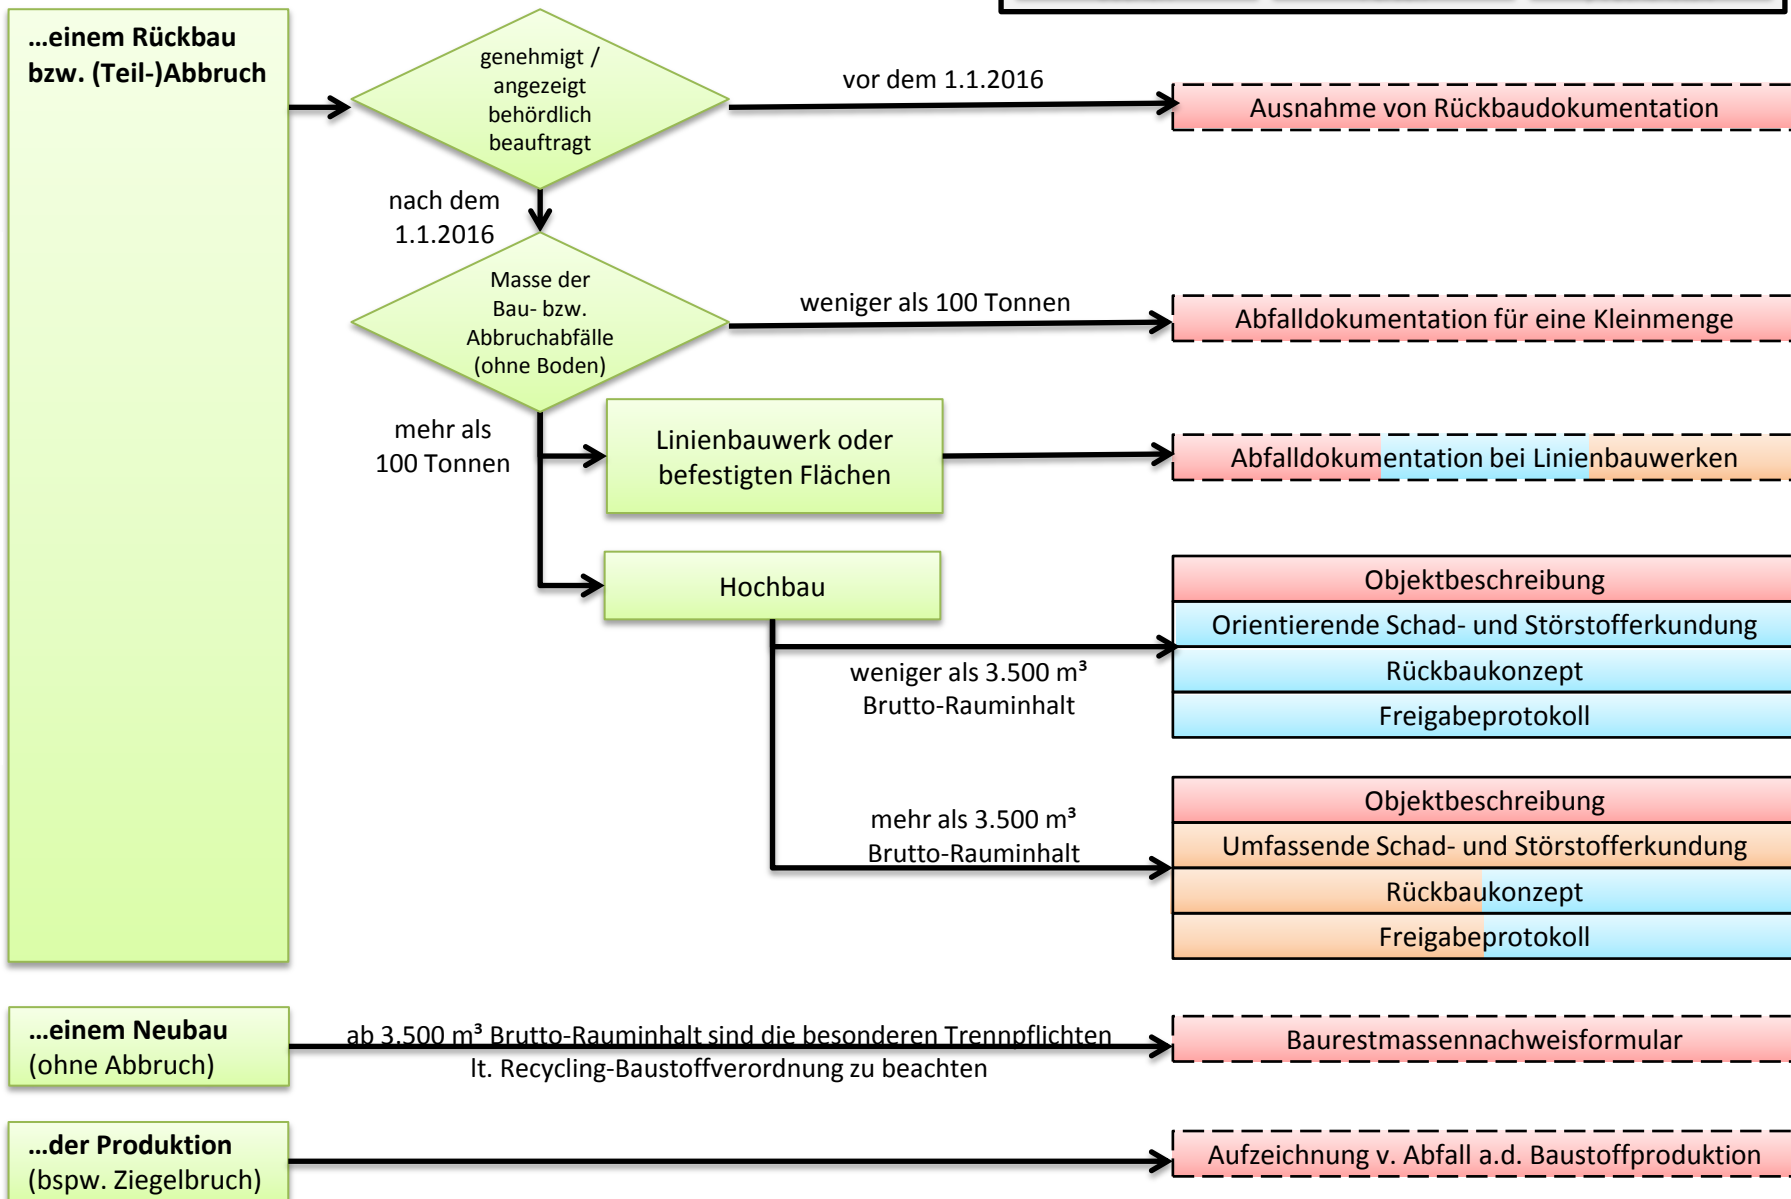 ...einem Rückbau
bzw. (Teil-)Abbruch
genehmigt /
angezeigt
behördlich
beauftragt
vor dem 1.1.2016
Ausnahme von Rückbaudokumentation
nach dem
1.1.2016
Masse der
Bau- bzw.
Abbruchabfälle
(ohne Boden)
weniger als 100 Tonnen
Abfalldokumentation für eine Kleinmenge
mehr als
100 Tonnen
Linienbauwerk oder
befestigten Flächen
Abfalldokumentation bei Linienbauwerken
Hochbau
weniger als 3.500 m³
Brutto-Rauminhalt
Objektbeschreibung
Orientierende Schad- und Störstofferkundung
Rückbaukonzept
Freigabeprotokoll
mehr als 3.500 m³
Brutto-Rauminhalt
Objektbeschreibung
Umfassende Schad- und Störstofferkundung
Rückbaukonzept
Freigabeprotokoll
...einem Neubau
(ohne Abbruch)
ab 3.500 m³ Brutto-Rauminhalt sind die besonderen Trennpflichten
lt. Recycling-Baustoffverordnung zu beachten
Baurestmassennachweisformular
...der Produktion
(bspw. Ziegelbruch)
Aufzeichnung v. Abfall a.d. Baustoffproduktion